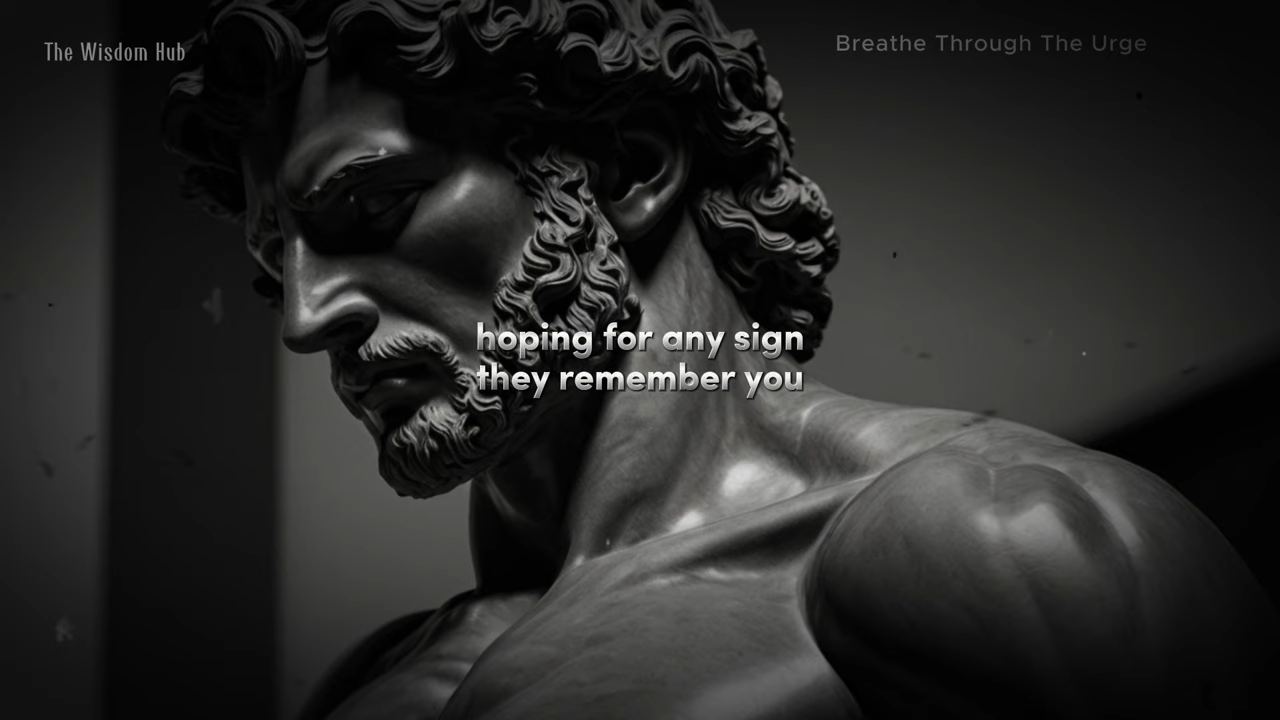 The Wisdom Hub
Breathe Through The Urge
hoping for any sign
they remember you